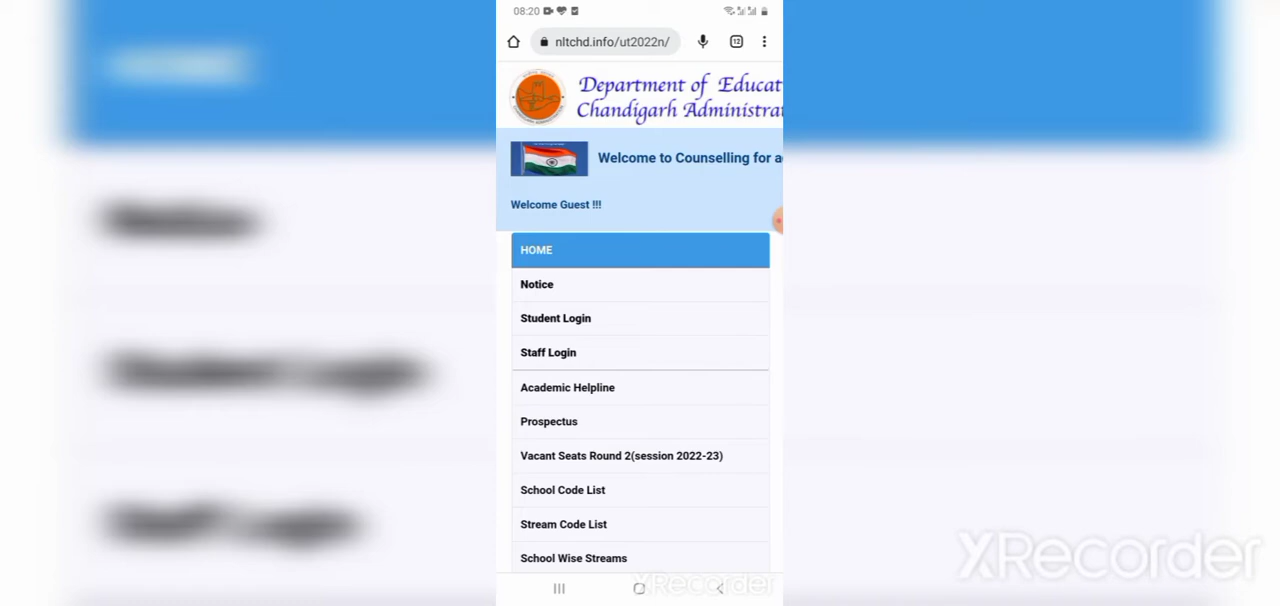 08:20
nltchd.info/ut2022n/
12
Department of Educat
Chandigarh Administra
Welcome to Counselling for a
Welcome Guest !!!
HOME
Notice
Student Login
Staff Login
Academic Helpline
Prospectus
Vacant Seats Round 2(session 2022-23)
School Code List
Stream Code List
School Wise Streams
XRecorder
XRecorder